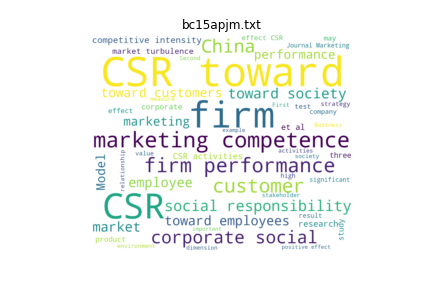 bc15apjm.txt
competitive intensity
effect CSR
may
China
Journal Marketing
market turbulence
Second
performance
CSR toward
toward customers
toward society
measure
corporate
First
test
strategy
effect
firm
company
marketing
et al
business
example
marketing competence
relationship
value
CSR activities
activities
society
three
Model
firm performance
high
significant
employee
customer
stakeholder
CSR
social responsibility
toward employees
result
research
study
market
important
product
corporate social
environment
dimension
positive effect